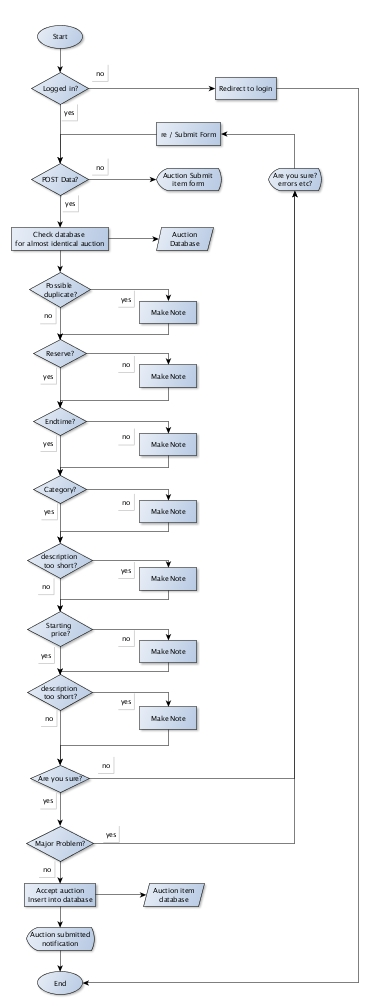 Start
no
Logged in?
Redirect to login
yes
re / Submit Form
no
POST Data?
Auction Submit
item form
Are you sure?
errors etc?
yes
Check database
for almost identical auction
Auction
Database
Possible
duplicate?
yes
Make Note
no
Reserve?
no
Make Note
yes
Endtime?
no
Make Note
yes
Category?
no
Make Note
yes
description
too short?
yes
Make Note
no
Starting
price?
no
Make Note
yes
description
too short?
yes
Make Note
no
no
Are you sure?
yes
yes
Major Problem?
no
Accept auction
Insert into database
Auction item
database
Auction submitted
notification
End